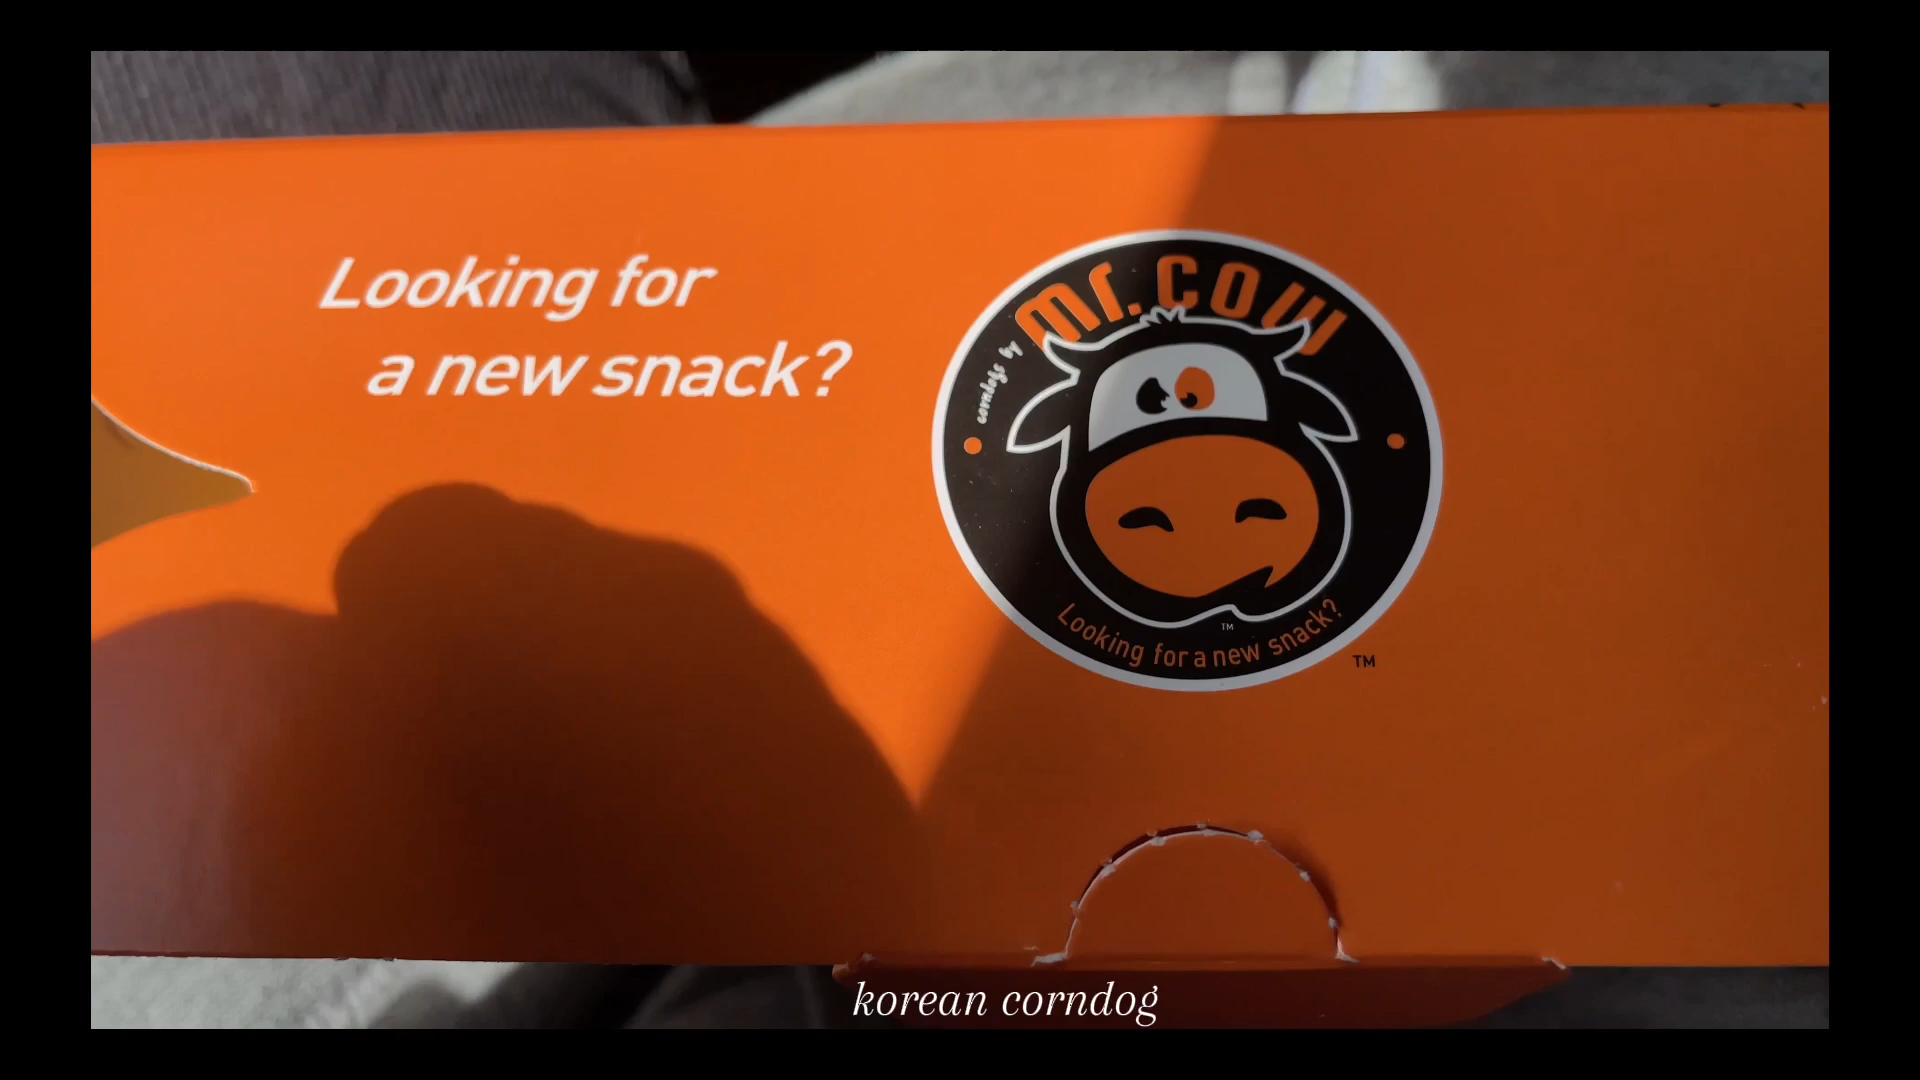 Looking for
a new snack?
corndogs by
mr. cow
TM
Looking for a new snack?
TM
korean corndog